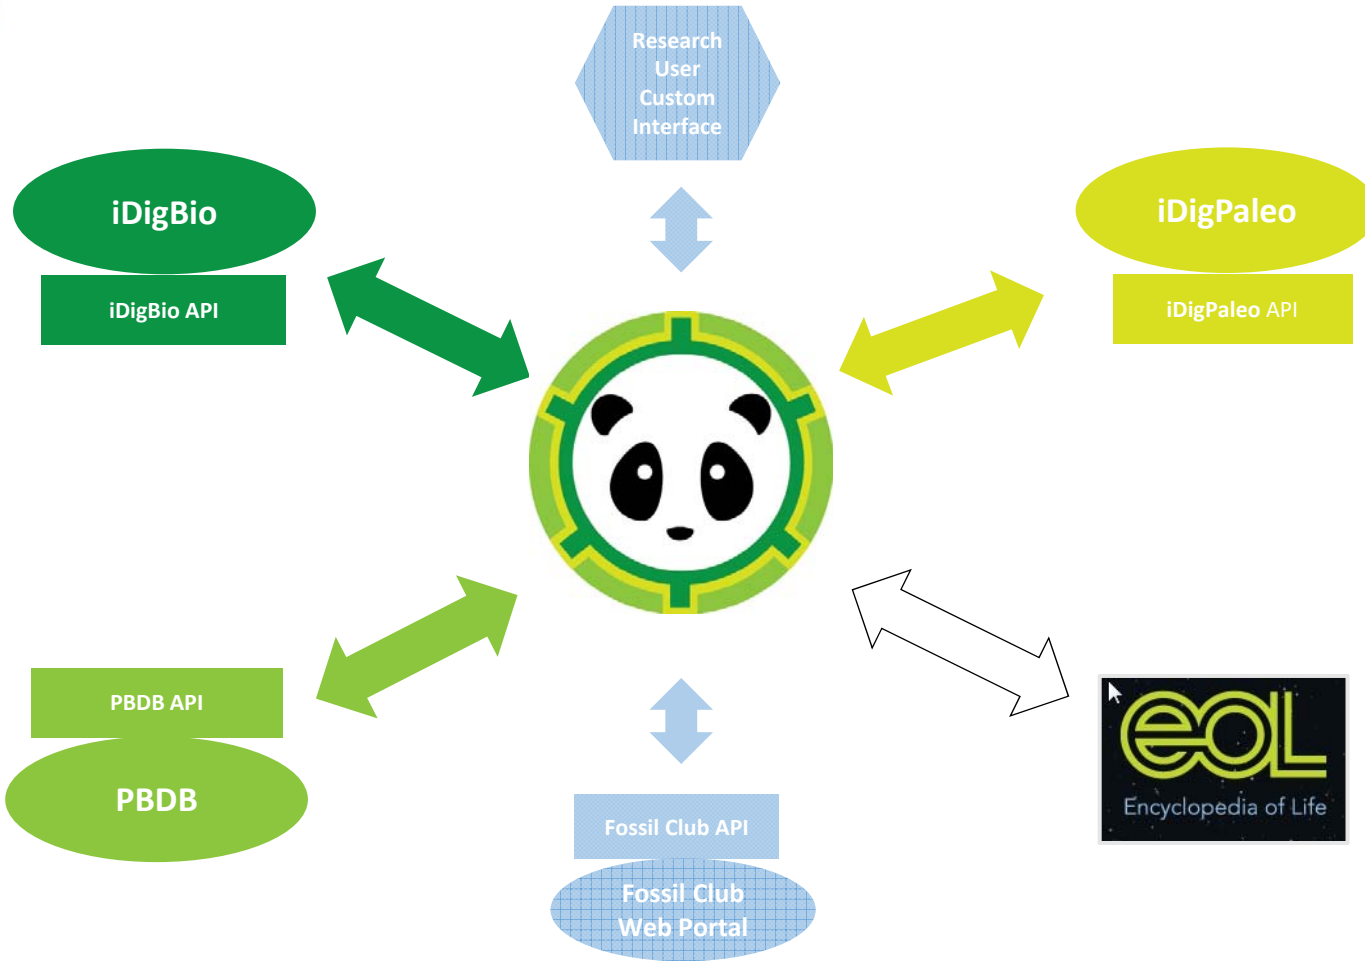 Research
User
Custom
Interface
iDigBio
iDigBio API
iDigPaleo
iDigPaleo API
PBDB API
PBDB
Fossil Club API
Fossil Club
Web Portal
eol
Encyclopedia of Life